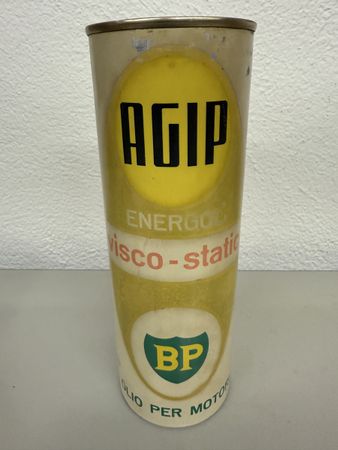 AGIP
ENERGOL
visco-static
BP
OLIO PER MOTORI